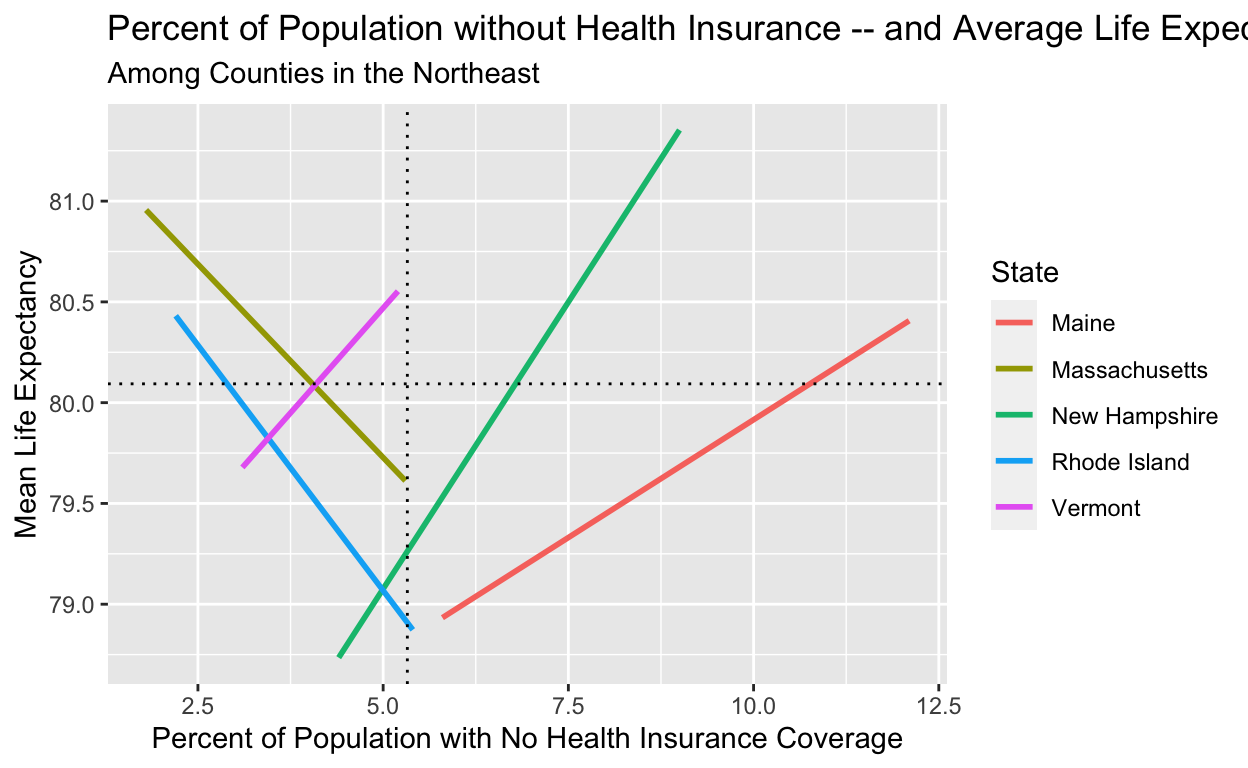 Percent of Population without Health Insurance -- and Average Life Expec
Among Counties in the Northeast
Mean Life Expectancy
81.0
80.5
80.0
79.5
79.0
2.5 5.0 7.5 10.0 12.5
Percent of Population with No Health Insurance Coverage
State
Maine
Massachusetts
New Hampshire
Rhode Island
Vermont